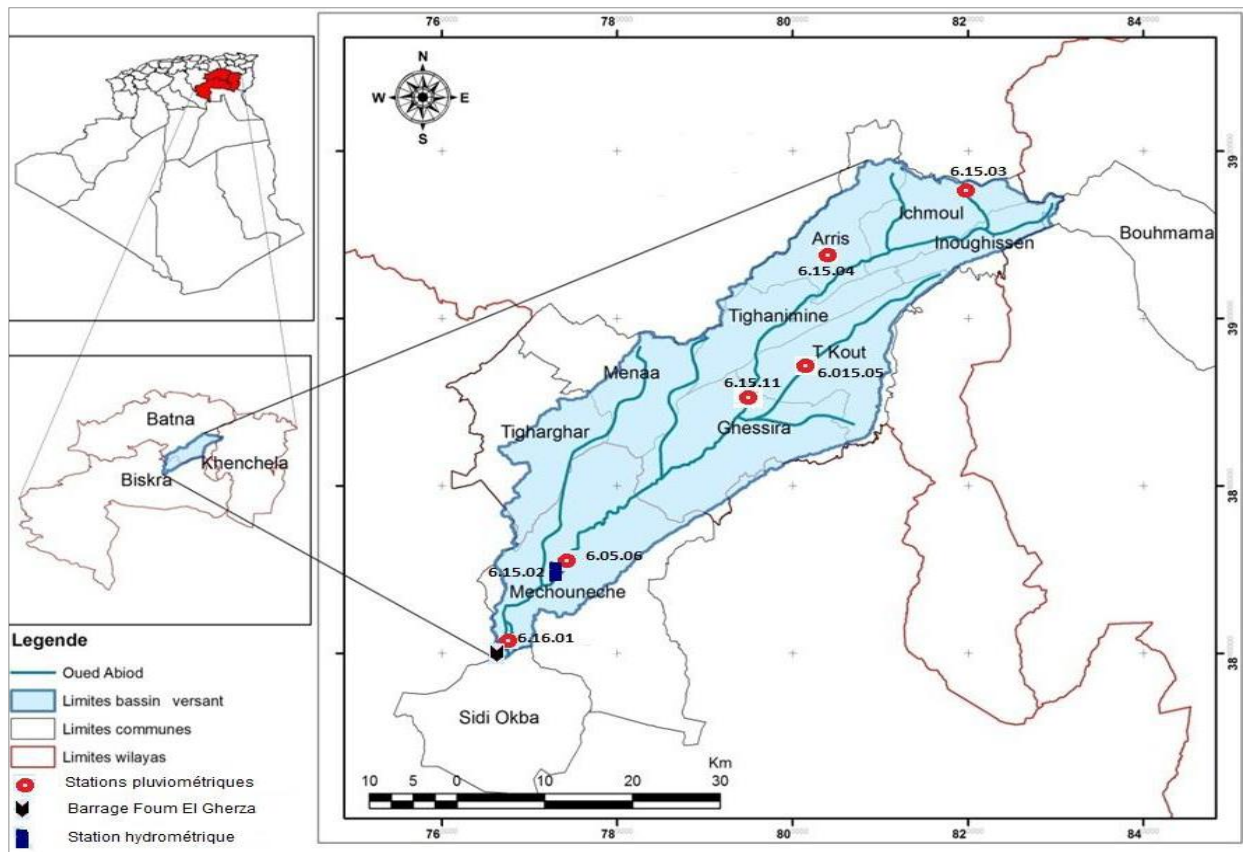 76
78
80
82
84
N
W
E
S
39
6.15.03
Ichmoul
Bouhmama
Arris
Inoughissen
6.15.04
39
Tighanimine
T Kout
Menaa
6.015.05
6.15.11
Batna
Tigharghar
Ghessira
Khenchela
Biskra
38
6.05.06
6.15.02
Mechouneche
6.16.01
38
Legende
Oued Abiod
Limites bassin versant
Limites communes
Limites wilayas
Stations pluviométriques
Barrage Foum El Gherza
Station hydrométrique
Sidi Okba
Km
10 5 0 10 20 30
76
78
80
82
84